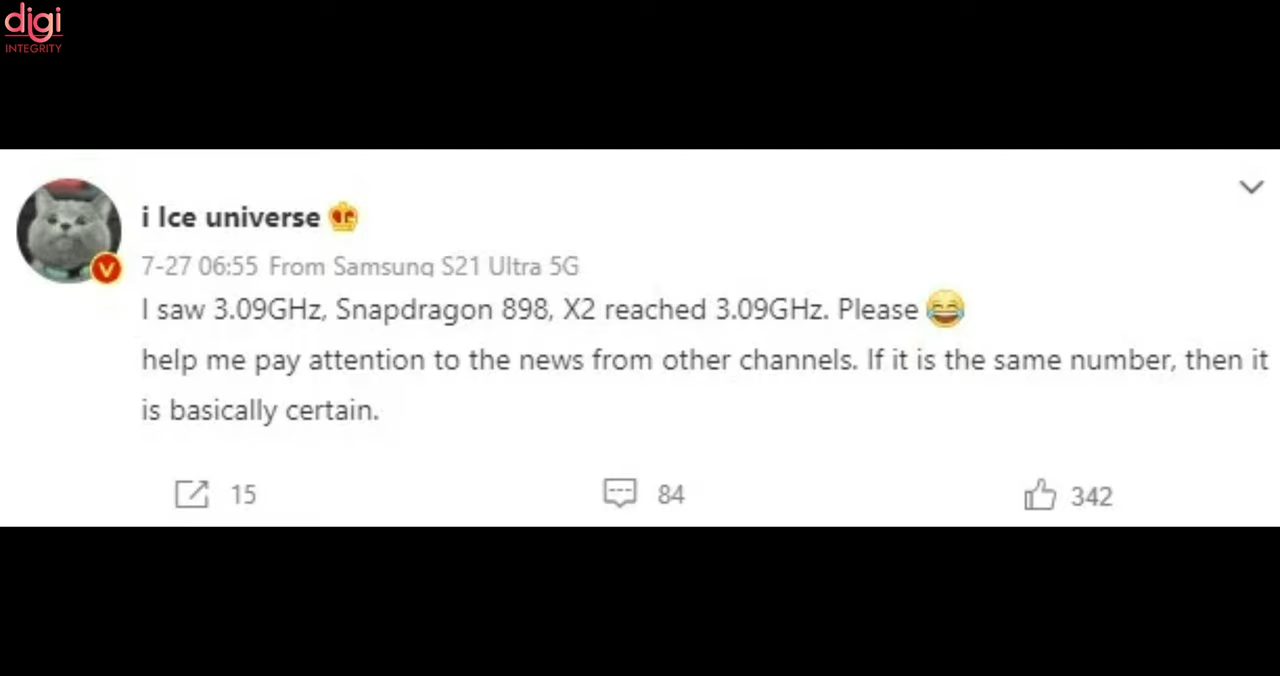 digi
INTEGRITY
i Ice universe
7-27 06:55 From Samsung S21 Ultra 5G
I saw 3.09GHz, Snapdragon 898, X2 reached 3.09GHz. Please 😂
help me pay attention to the news from other channels. If it is the same number, then it
is basically certain.
15
84
342